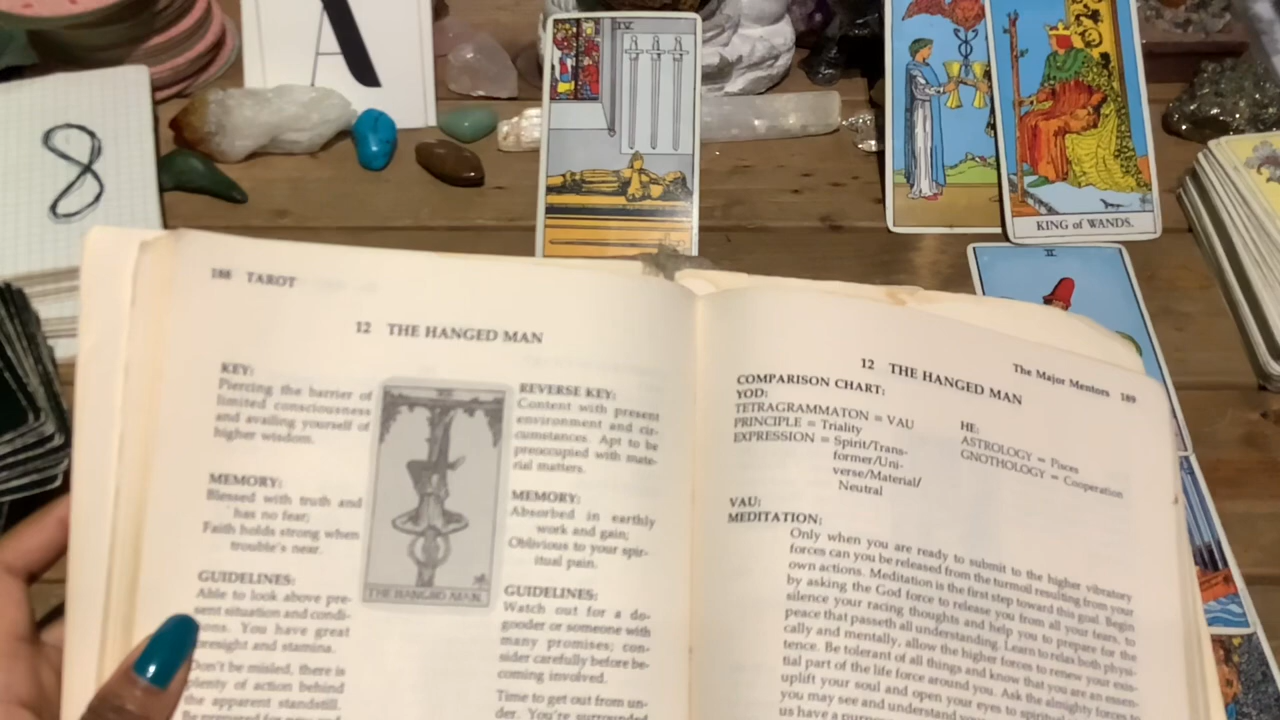 8
IV
KING of WANDS.
II
188 TAROT
12 THE HANGED MAN
KEY:
Piercing the barrier of
limited consciousness
and availing yourself of
higher wisdom.
MEMORY:
Blessed with truth and
has no fear;
Faith holds strong when
trouble's near.
GUIDELINES:
Able to look above pre-
sent situation and condi-
ions. You have great
oresight and stamina.
Don't be misled, there is
plenty of action behind
the apparent standstill.
THE HANGED MAN.
REVERSE KEY:
Content with present
environment and cir-
cumstances. Apt to be
preoccupied with mate-
rial matters.
MEMORY:
Absorbed in earthly
work and gain;
Oblivious to your spir-
itual pain.
GUIDELINES:
Watch out for a do-
gooder or someone with
many promises; con-
sider carefully before be-
coming involved.
Time to get out from un-
der. You're surrounded
The Major Mentors 189
12 THE HANGED MAN
COMPARISON CHART:
YOD:
TETRAGRAMMATON = VAU
PRINCIPLE = Triality
EXPRESSION = Spirit/Trans-
former/Uni-
verse/Material/
Neutral
HE:
ASTROLOGY = Pisces
GNOTHOLOGY = Cooperation
VAU:
MEDITATION:
Only when you are ready to submit to the higher vibratory
forces can you be released from the turmoil resulting from your
own actions. Meditation is the first step toward this goal. Begin
by asking the God force to release you from all your fears, to
silence your racing thoughts and help you to prepare for the
peace that passeth all understanding. Learn to relax both physi-
cally and mentally, allow the higher forces to renew your exis-
tence. Be tolerant of all things and know that you are an essen-
tial part of the life force around you. Ask the almighty forces to
uplift your soul and open your eyes to
you may see and understand
us have a